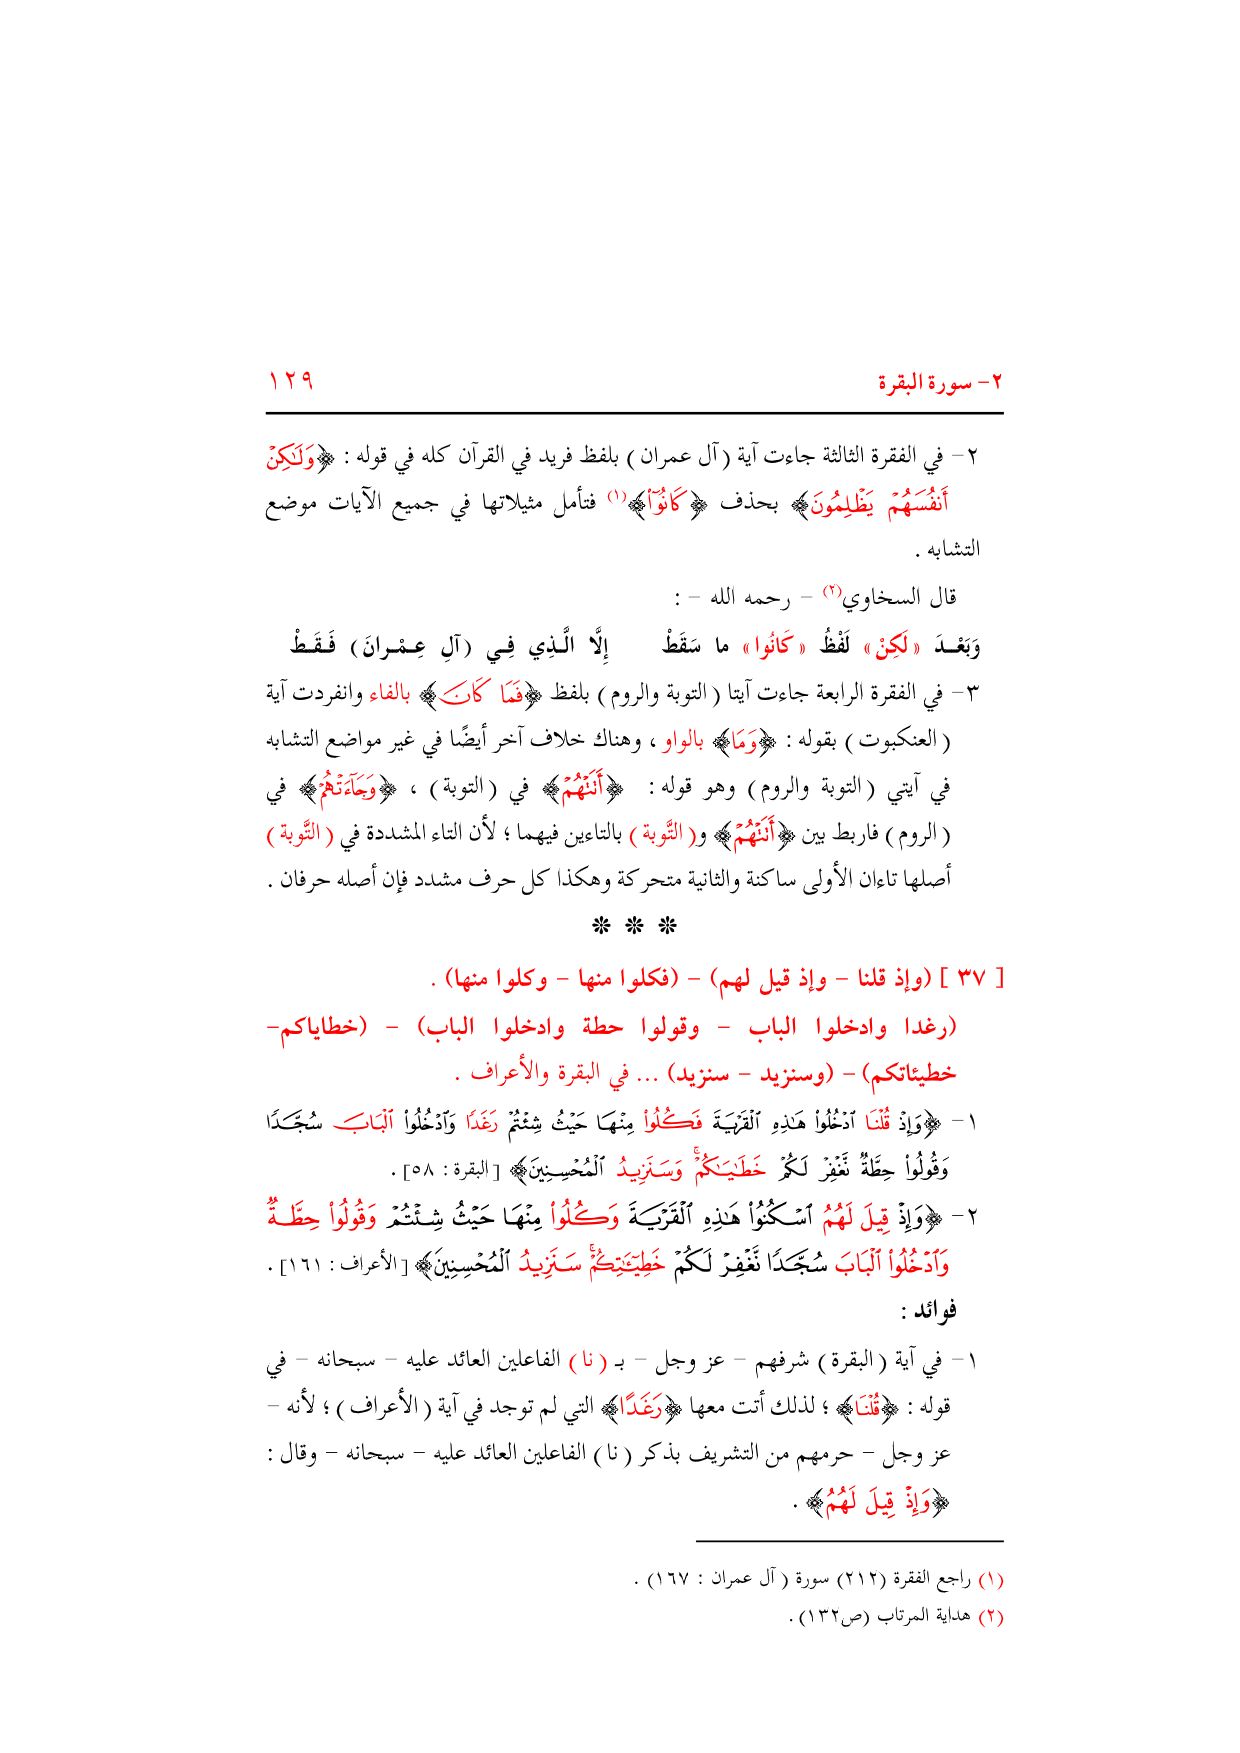 ٢- سورة البقرة ١٢٩
٢- في الفقرة الثالثة جاءت آية (آل عمران) بلفظ فريد في القرآن كله في قوله : ﴿وَلَٰكِنْ
أَنفُسَهُمْ يَظْلِمُونَ﴾ بحذف ﴿كَانُوٓاْ﴾(١) فتأمل مثيلاتها في جميع الآيات موضع
التشابه .
قال السخاوي(٢) – رحمه الله – :
وَبَعْـدَ «لَكِنْ» لَفْظُ «كَانُوا» ما سَقَطْ إِلَّا الَّـذِي فِـي (آلِ عِـمْـرانَ) فَـقَـطْ
٣- في الفقرة الرابعة جاءت آيتا (التوبة والروم) بلفظ ﴿فَمَا كَانَ﴾ بالفاء وانفردت آية
(العنكبوت) بقوله : ﴿وَمَا﴾ بالواو ، وهناك خلاف آخر أيضًا في غير مواضع التشابه
في آيتي (التوبة والروم) وهو قوله : ﴿أَتَتْهُمْ﴾ في (التوبة) ، ﴿وَجَآءَتْهُمْ﴾ في
(الروم) فاربط بين ﴿أَتَتْهُمْ﴾ و(التَّوبة) بالتاءين فيهما ؛ لأن التاء المشددة في (التَّوبة)
أصلها تاءان الأولى ساكنة والثانية متحركة وهكذا كل حرف مشدد فإن أصله حرفان .
❊ ❊ ❊
[ ٣٧ ] (وإذ قلنا – وإذ قيل لهم) – (فكلوا منها – وكلوا منها) .
(رغدا وادخلوا الباب – وقولوا حطة وادخلوا الباب) – (خطاياكم-
خطيئاتكم) – (وسنزيد – سنزيد) ... في البقرة والأعراف .
١- ﴿وَإِذْ قُلْنَا ٱدْخُلُواْ هَٰذِهِ ٱلْقَرْيَةَ فَكُلُواْ مِنْهَا حَيْثُ شِئْتُمْ رَغَدًا وَٱدْخُلُواْ ٱلْبَابَ سُجَّدًا
وَقُولُواْ حِطَّةٌ نَّغْفِرْ لَكُمْ خَطَٰيَٰكُمْ ۚ وَسَنَزِيدُ ٱلْمُحْسِنِينَ﴾ [البقرة : ٥٨] .
٢- ﴿وَإِذْ قِيلَ لَهُمُ ٱسْكُنُواْ هَٰذِهِ ٱلْقَرْيَةَ وَكُلُواْ مِنْهَا حَيْثُ شِئْتُمْ وَقُولُواْ حِطَّةٌ
وَٱدْخُلُواْ ٱلْبَابَ سُجَّدًا نَّغْفِرْ لَكُمْ خَطِيٓـَٰٔتِكُمْ ۚ سَنَزِيدُ ٱلْمُحْسِنِينَ﴾ [الأعراف : ١٦١] .
فوائد :
١- في آية (البقرة) شرفهم – عز وجل – بـ (نا) الفاعلين العائد عليه – سبحانه – في
قوله : ﴿قُلْنَا﴾ ؛ لذلك أتت معها ﴿رَغَدًا﴾ التي لم توجد في آية (الأعراف) ؛ لأنه –
عز وجل – حرمهم من التشريف بذكر (نا) الفاعلين العائد عليه – سبحانه – وقال :
﴿وَإِذْ قِيلَ لَهُمُ﴾ .
(١) راجع الفقرة (٢١٢) سورة (آل عمران : ١٦٧) .
(٢) هداية المرتاب (ص١٣٢) .